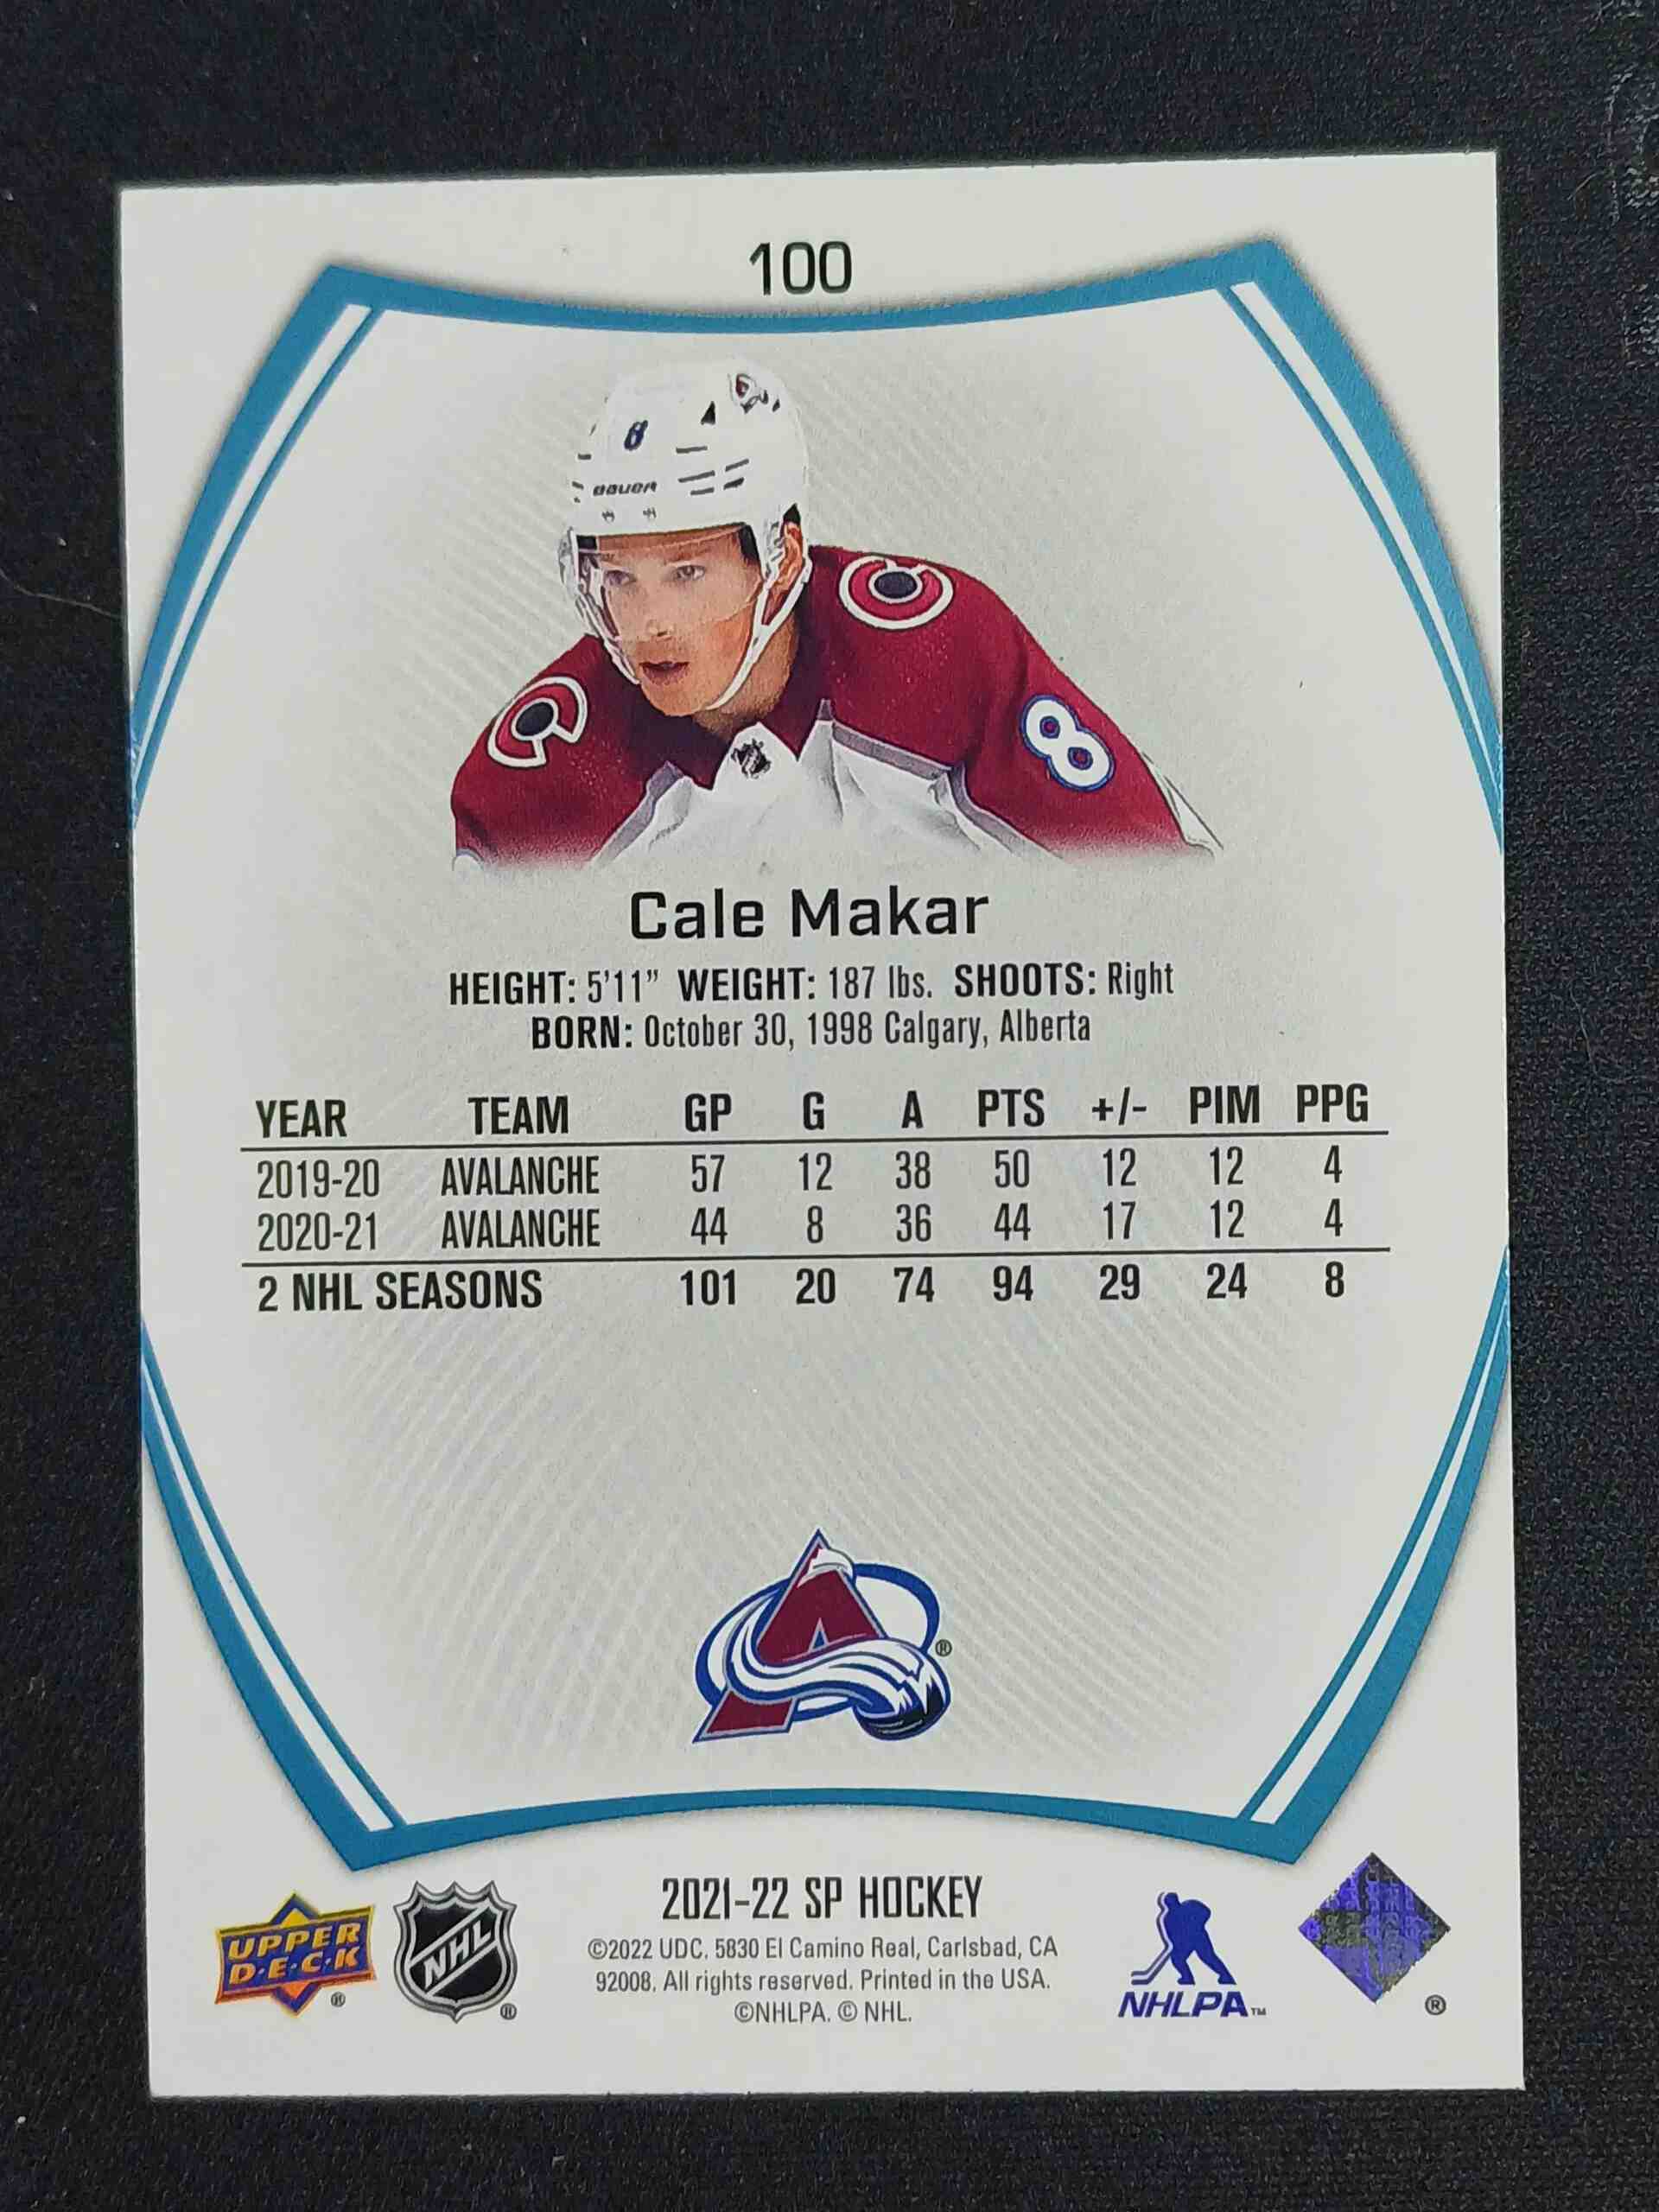 100
8
BAUER
8
Cale Makar
HEIGHT: 5'11” WEIGHT: 187 lbs. SHOOTS: Right
BORN: October 30, 1998 Calgary, Alberta
YEAR TEAM GP G A PTS +/- PIM PPG
2019-20 AVALANCHE 57 12 38 50 12 12 4
2020-21 AVALANCHE 44 8 36 44 17 12 4
2 NHL SEASONS 101 20 74 94 29 24 8
A ®
2021-22 SP HOCKEY
©2022 UDC. 5830 El Camino Real, Carlsbad, CA
92008. All rights reserved. Printed in the USA.
©NHLPA. © NHL.
UPPER
D·E·C·K ®
NHL ®
NHLPA™
®